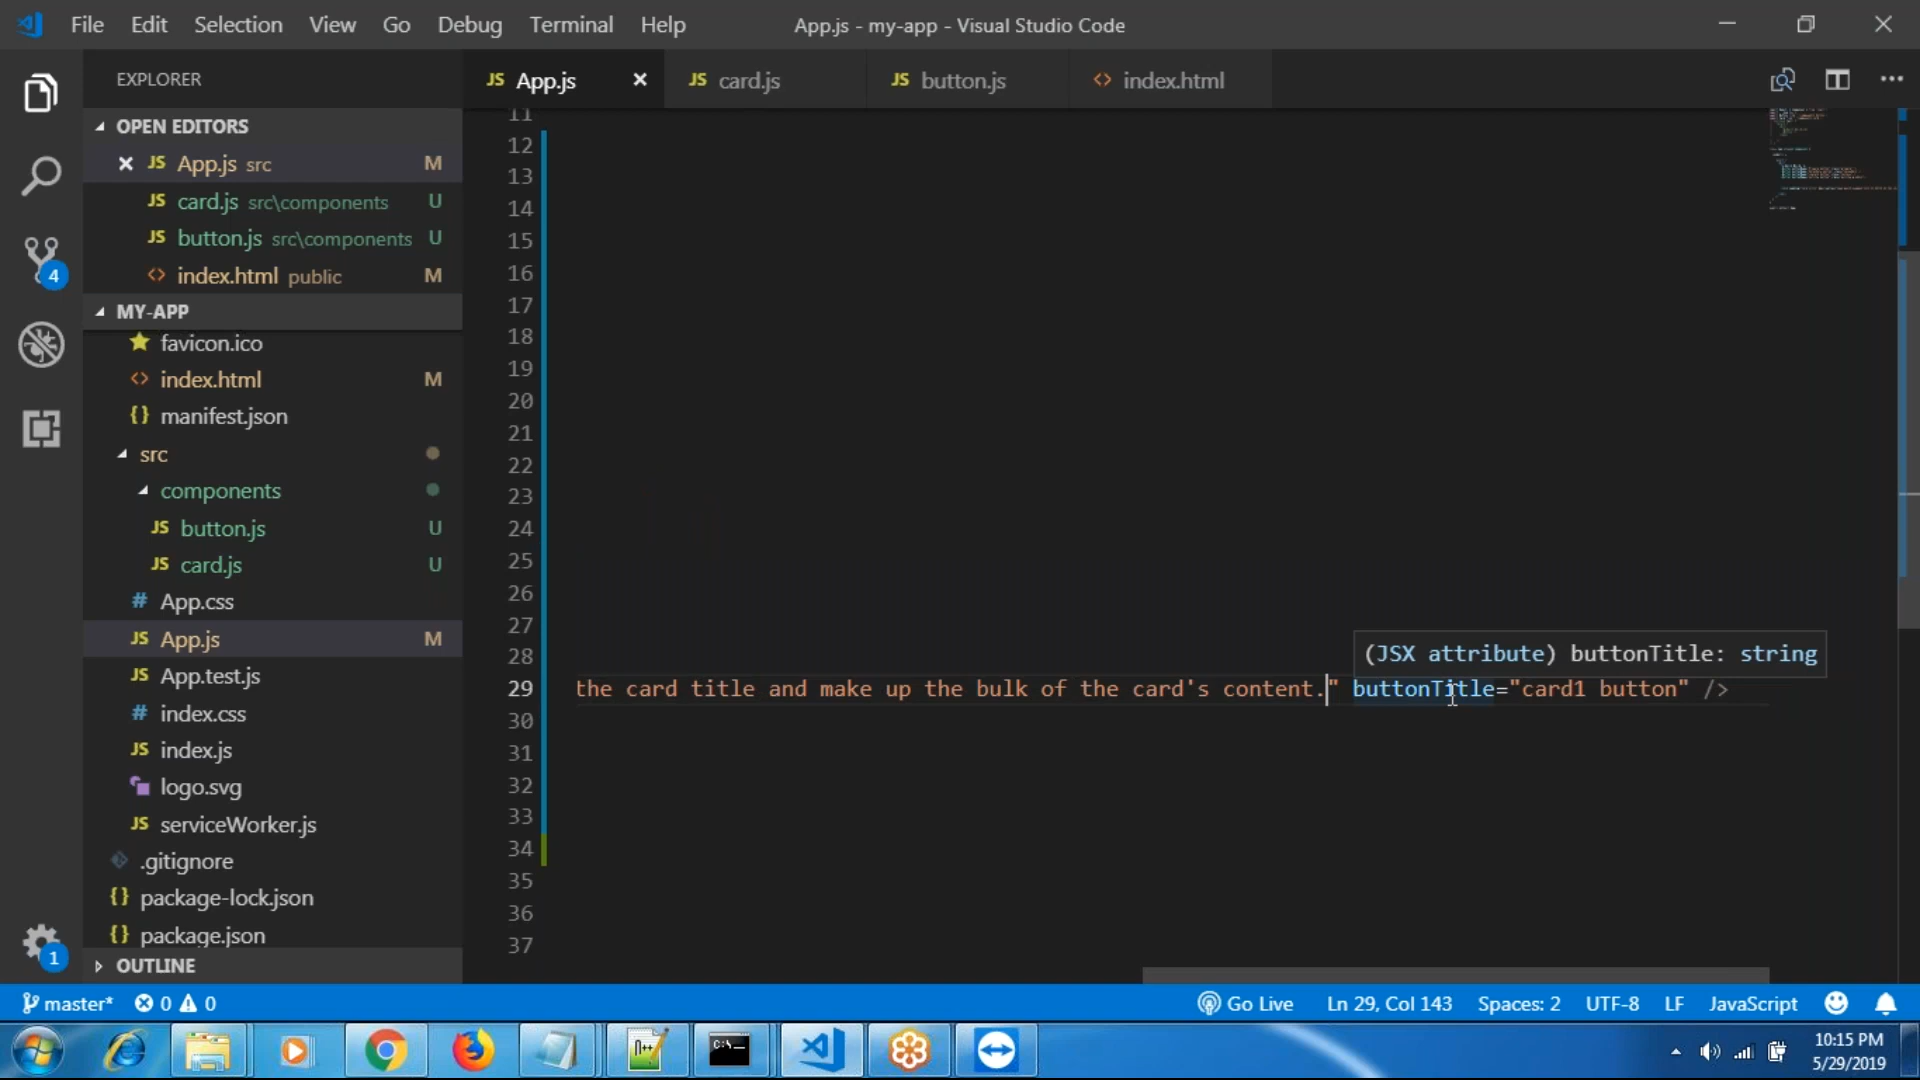 File Edit Selection View Go Debug Terminal Help App.js - my-app - Visual Studio Code
EXPLORER
JS App.js JS card.js JS button.js <> index.html
OPEN EDITORS
JS App.js src M
JS card.js src\components U
JS button.js src\components U
<> index.html public M
MY-APP
favicon.ico
<> index.html M
{} manifest.json
src
components
JS button.js U
JS card.js U
# App.css
JS App.js M
JS App.test.js
# index.css
JS index.js
logo.svg
JS serviceWorker.js
.gitignore
{} package-lock.json
{} package.json
OUTLINE
4
1
11
12
13
14
15
16
17
18
19
20
21
22
23
24
25
26
27
28
(JSX attribute) buttonTitle: string
29 the card title and make up the bulk of the card's content." buttonTitle="card1 button" />
30
31
32
33
34
35
36
37
master* 0 0 Go Live Ln 29, Col 143 Spaces: 2 UTF-8 LF JavaScript
C:\_
10:15 PM
5/29/2019